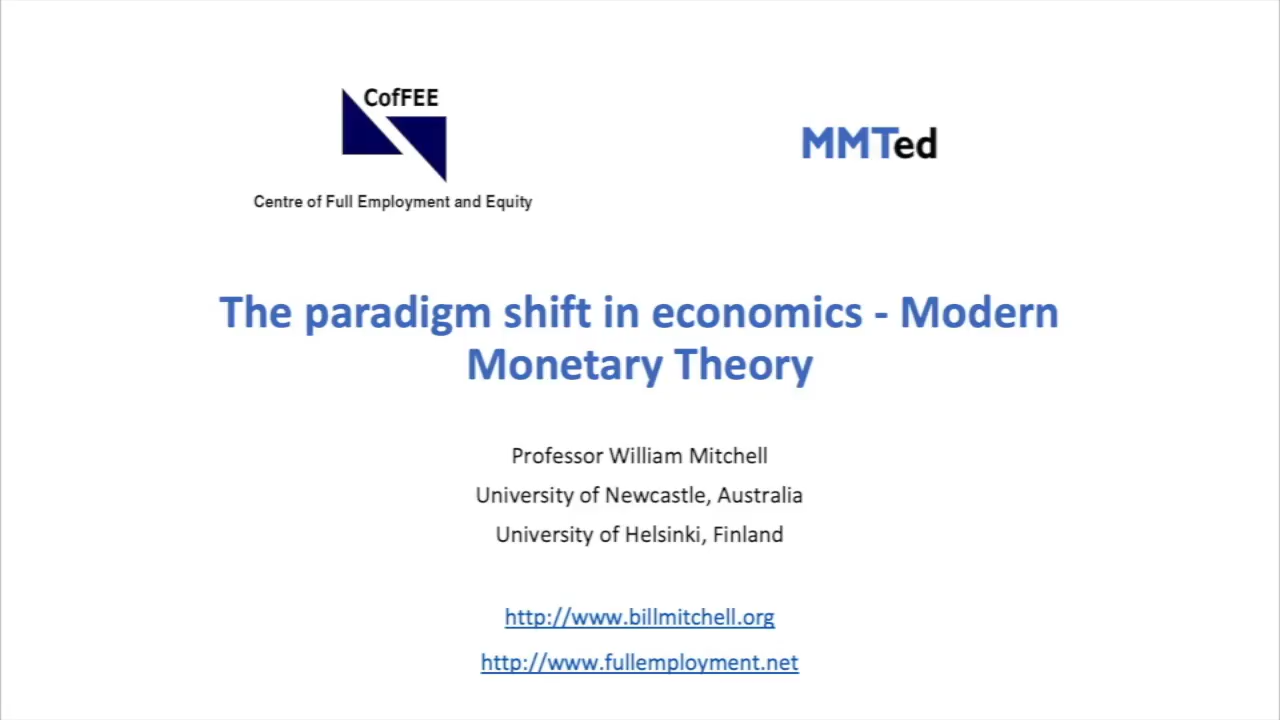 CofFEE
Centre of Full Employment and Equity
MMTed
The paradigm shift in economics - Modern
Monetary Theory
Professor William Mitchell
University of Newcastle, Australia
University of Helsinki, Finland
http://www.billmitchell.org
http://www.fullemployment.net